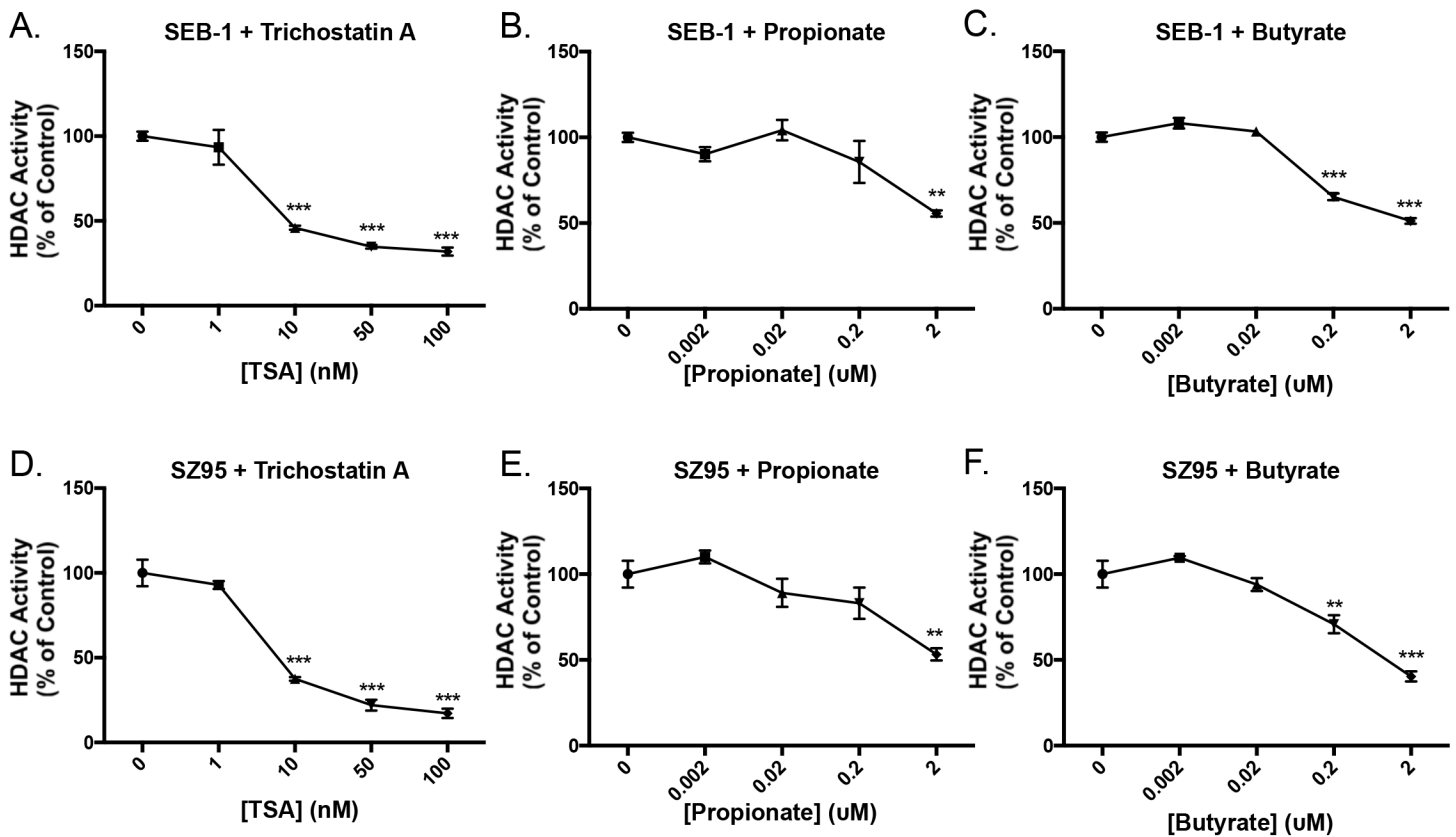 A.
SEB-1 + Trichostatin A
HDAC Activity
(% of Control)
150
100
50
0
***
***
***
0
1
10
50
100
[TSA] (nM)
B.
SEB-1 + Propionate
HDAC Activity
(% of Control)
150
100
50
0
**
0
0.002
0.02
0.2
2
[Propionate] (uM)
C.
SEB-1 + Butyrate
HDAC Activity
(% of Control)
150
100
50
0
***
***
0
0.002
0.02
0.2
2
[Butyrate] (uM)
D.
SZ95 + Trichostatin A
HDAC Activity
(% of Control)
150
100
50
0
***
***
***
0
1
10
50
100
[TSA] (nM)
E.
SZ95 + Propionate
HDAC Activity
(% of Control)
150
100
50
0
**
0
0.002
0.02
0.2
2
[Propionate] (uM)
F.
SZ95 + Butyrate
HDAC Activity
(% of Control)
150
100
50
0
**
***
0
0.002
0.02
0.2
2
[Butyrate] (uM)